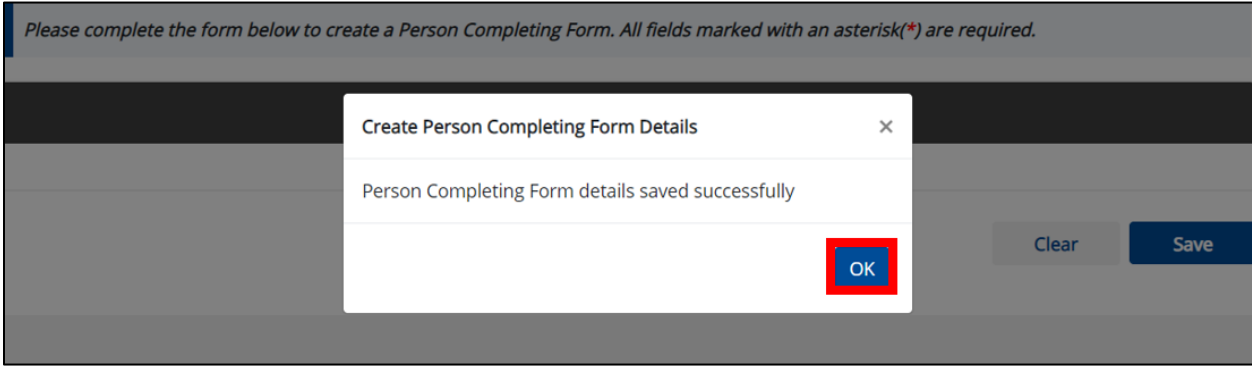 Please complete the form below to create a Person Completing Form. All fields marked with an asterisk(*) are required.
Create Person Completing Form Details ×
Person Completing Form details saved successfully
Clear Save
OK